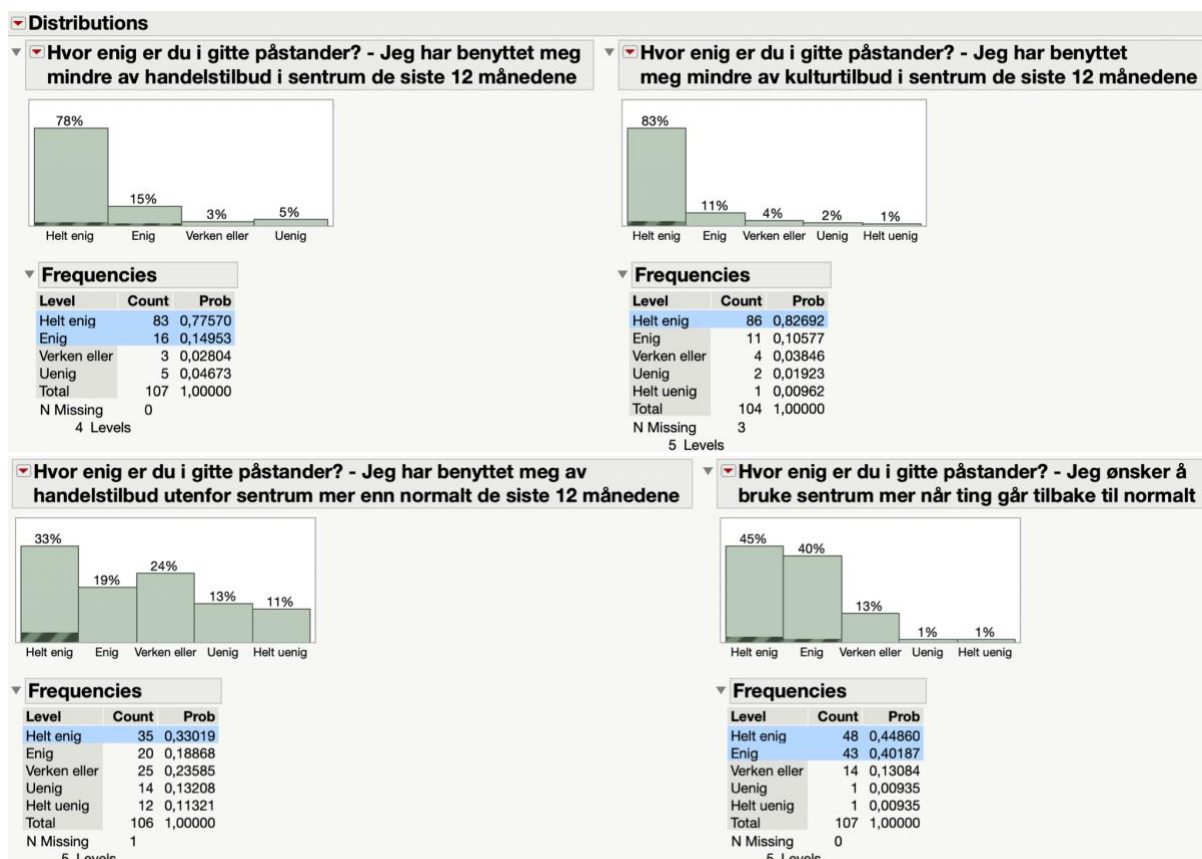 Distributions
Hvor enig er du i gitte påstander? - Jeg har benyttet meg
mindre av handelstilbud i sentrum de siste 12 månedene
78%
15%
3%
5%
Helt enig Enig Verken eller Uenig
Frequencies
Level Count Prob
Helt enig 83 0,77570
Enig 16 0,14953
Verken eller 3 0,02804
Uenig 5 0,04673
Total 107 1,00000
N Missing 0
4 Levels
Hvor enig er du i gitte påstander? - Jeg har benyttet
meg mindre av kulturtilbud i sentrum de siste 12 månedene
83%
11%
4%
2%
1%
Helt enig Enig Verken eller Uenig Helt uenig
Frequencies
Level Count Prob
Helt enig 86 0,82692
Enig 11 0,10577
Verken eller 4 0,03846
Uenig 2 0,01923
Helt uenig 1 0,00962
Total 104 1,00000
N Missing 3
5 Levels
Hvor enig er du i gitte påstander? - Jeg har benyttet meg av
handelstilbud utenfor sentrum mer enn normalt de siste 12 månedene
33%
19%
24%
13%
11%
Helt enig Enig Verken eller Uenig Helt uenig
Frequencies
Level Count Prob
Helt enig 35 0,33019
Enig 20 0,18868
Verken eller 25 0,23585
Uenig 14 0,13208
Helt uenig 12 0,11321
Total 106 1,00000
N Missing 1
5 Levels
Hvor enig er du i gitte påstander? - Jeg ønsker å
bruke sentrum mer når ting går tilbake til normalt
45%
40%
13%
1%
1%
Helt enig Enig Verken eller Uenig Helt uenig
Frequencies
Level Count Prob
Helt enig 48 0,44860
Enig 43 0,40187
Verken eller 14 0,13084
Uenig 1 0,00935
Helt uenig 1 0,00935
Total 107 1,00000
N Missing 0
5 Levels